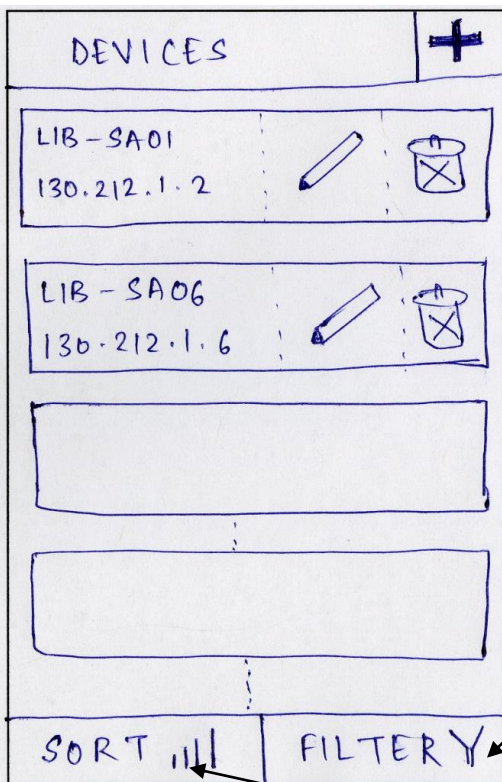 DEVICES
LIB-SA01
130.212.1.2
LIB-SA06
130.212.1.6
SORT
FILTER